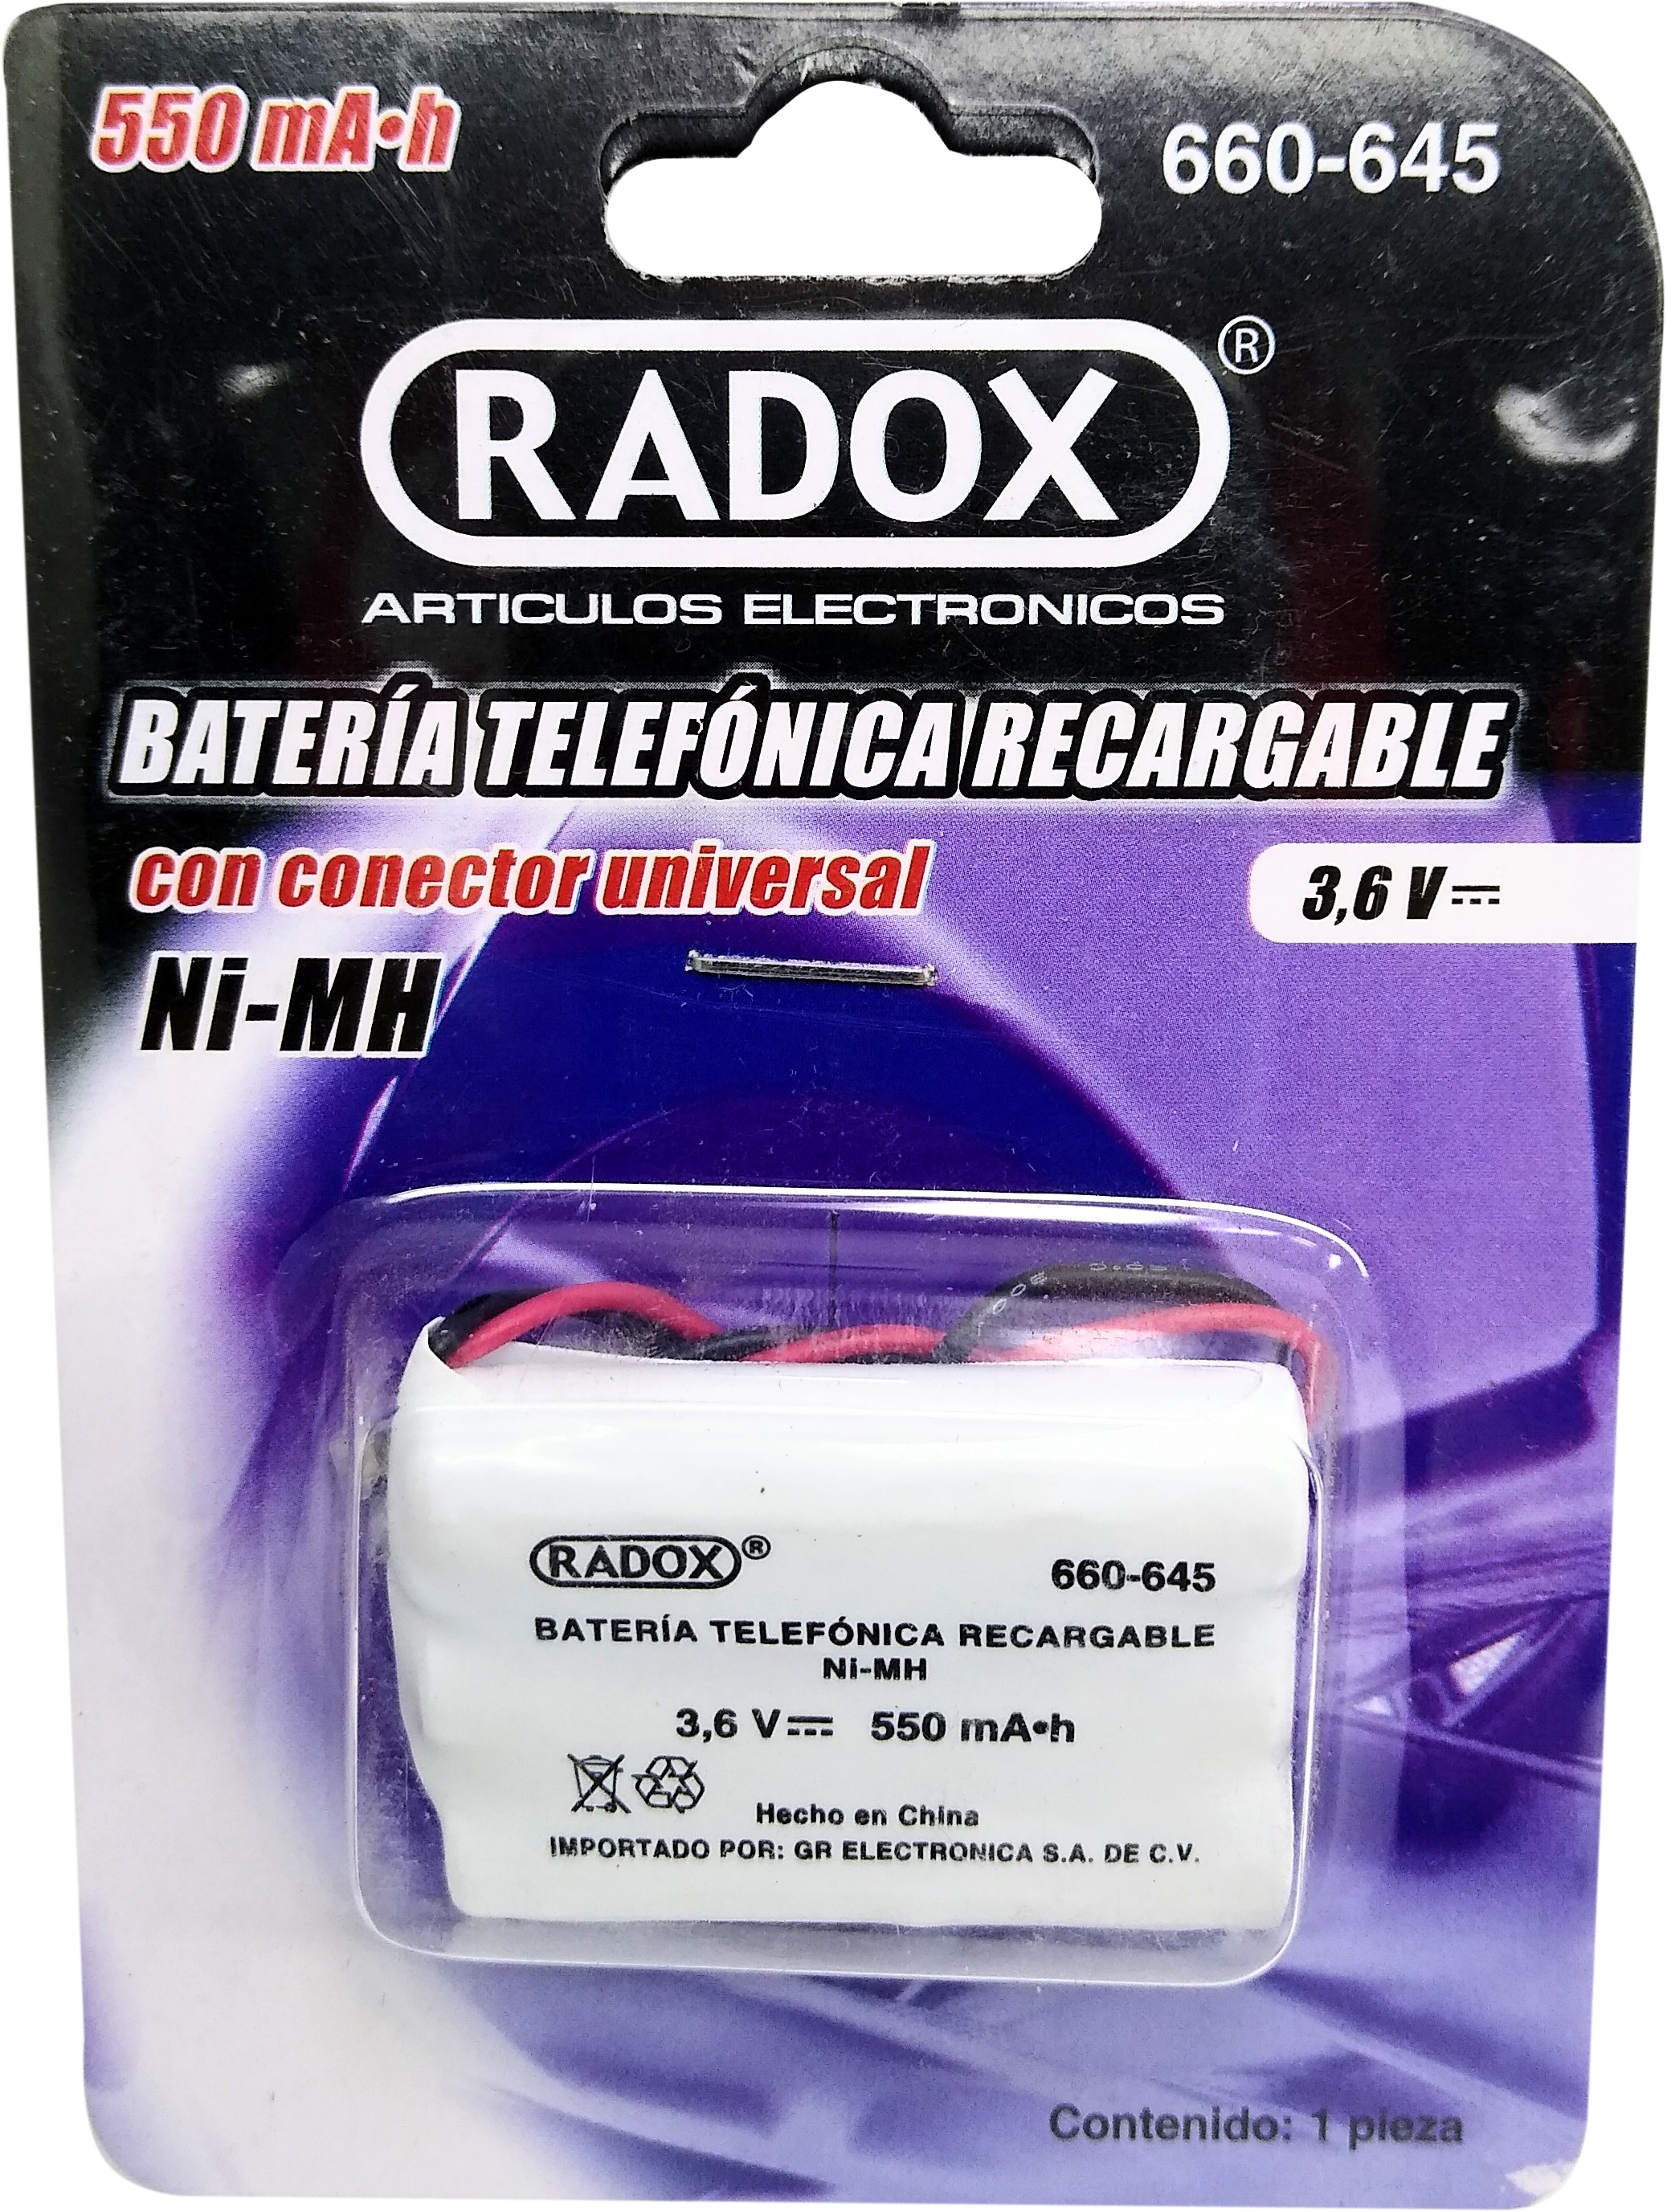 550 mA•h
660-645
RADOX®
ARTICULOS ELECTRONICOS
BATERÍA TELEFÓNICA RECARGABLE
con conector universal
3,6 V⎓
Ni-MH
RADOX®
660-645
BATERÍA TELEFÓNICA RECARGABLE
Ni-MH
3,6 V⎓ 550 mA•h
Hecho en China
IMPORTADO POR: GR ELECTRONICA S.A. DE C.V.
Contenido: 1 pieza